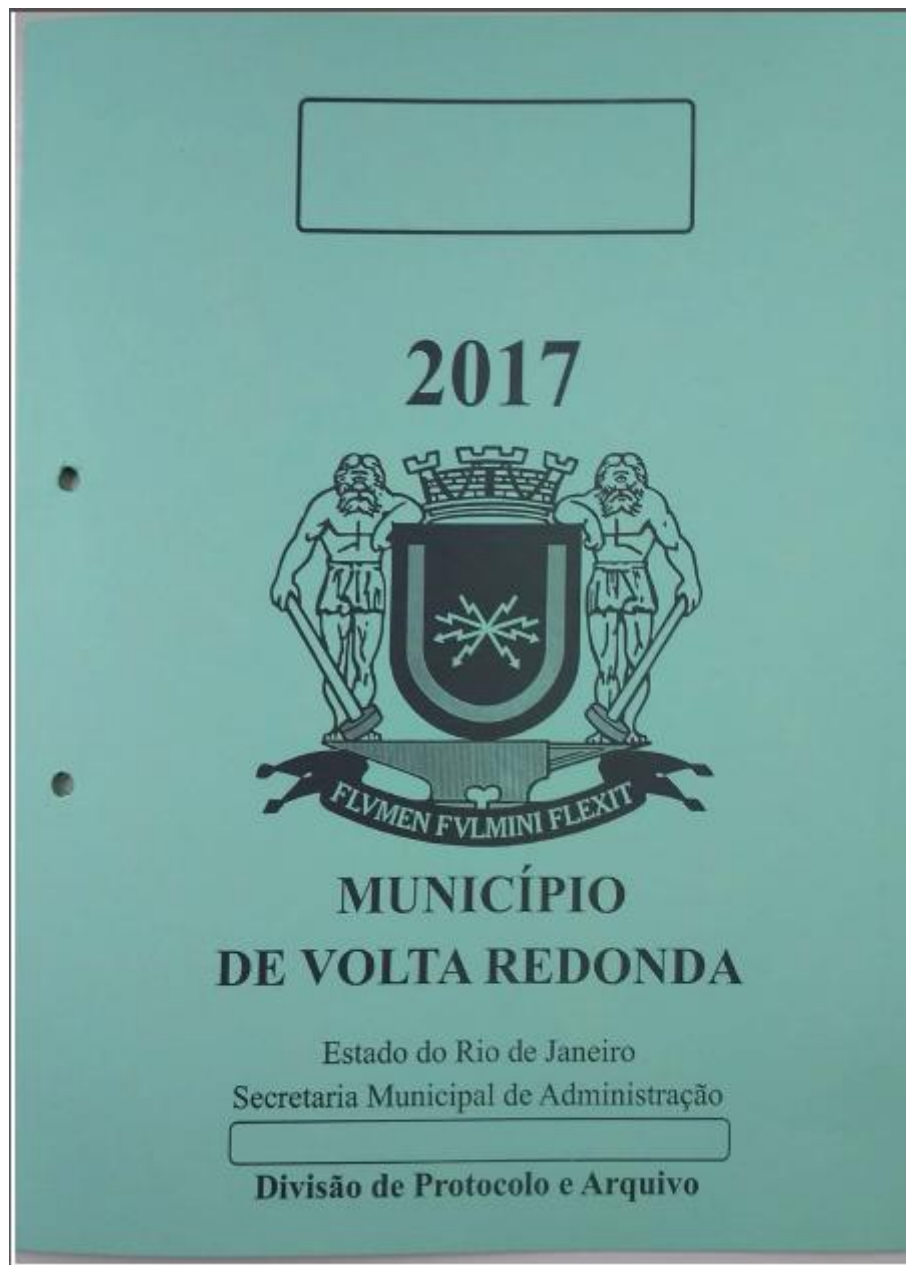 2017
FLVMEN FVLMINI FLEXIT
MUNICÍPIO
DE VOLTA REDONDA
Estado do Rio de Janeiro
Secretaria Municipal de Administração
Divisão de Protocolo e Arquivo